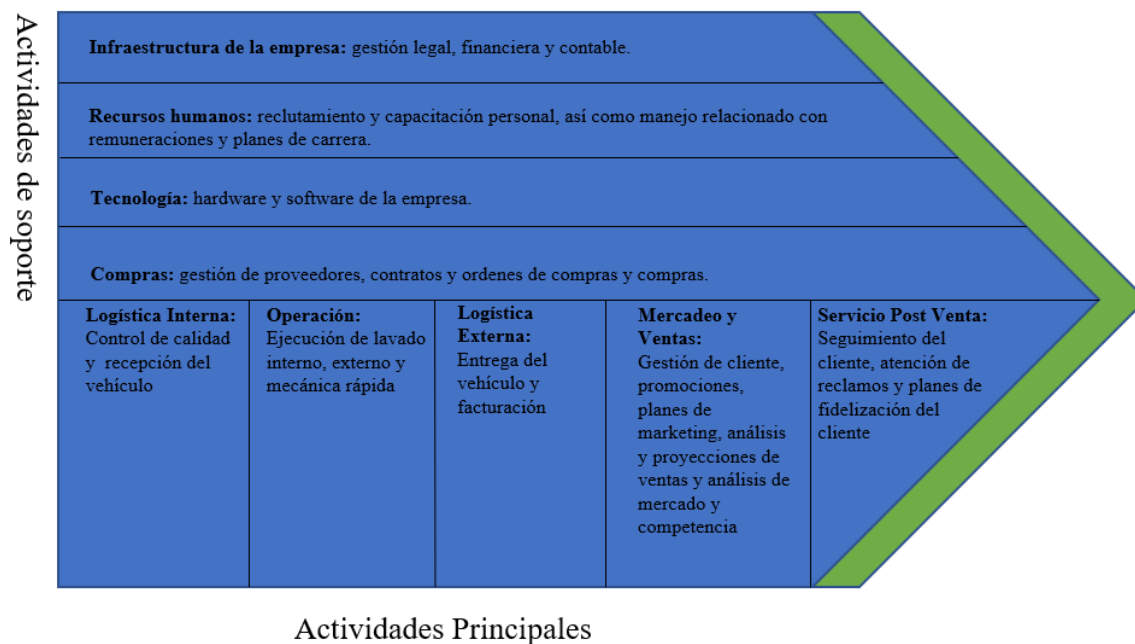 Actividades de soporte
Infraestructura de la empresa: gestión legal, financiera y contable.
Recursos humanos: reclutamiento y capacitación personal, así como manejo relacionado con
remuneraciones y planes de carrera.
Tecnología: hardware y software de la empresa.
Compras: gestión de proveedores, contratos y ordenes de compras y compras.
Logística Interna:
Control de calidad
y recepción del
vehículo
Operación:
Ejecución de lavado
interno, externo y
mecánica rápida
Logística
Externa:
Entrega del
vehículo y
facturación
Mercadeo y
Ventas:
Gestión de cliente,
promociones,
planes de
marketing, análisis
y proyecciones de
ventas y análisis de
mercado y
competencia
Servicio Post Venta:
Seguimiento del
cliente, atención de
reclamos y planes de
fidelización del
cliente
Actividades Principales